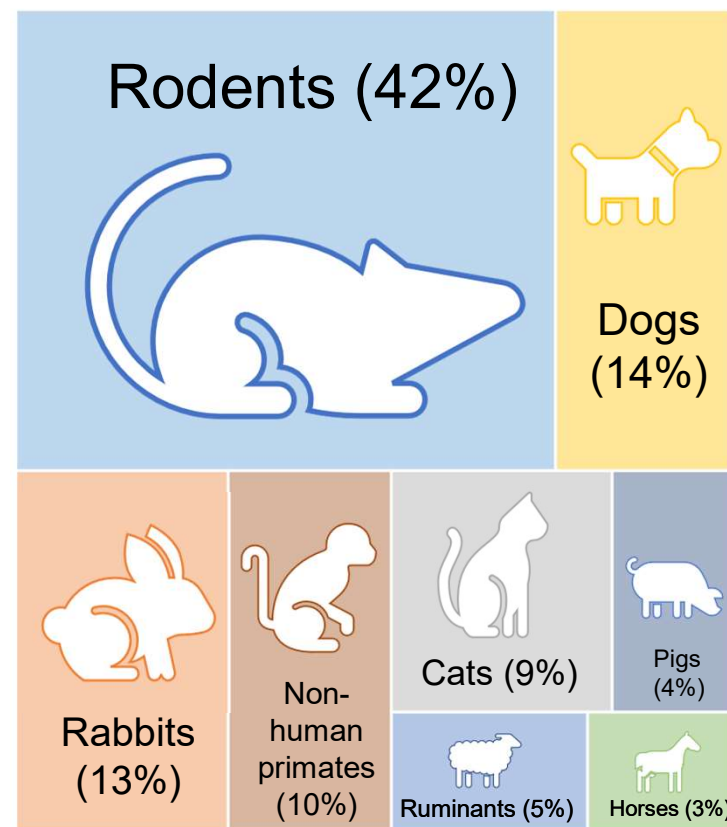 Rodents (42%)
Dogs
(14%)
Rabbits
(13%)
Non-
human
primates
(10%)
Cats (9%)
Pigs
(4%)
Ruminants (5%)
Horses (3%)